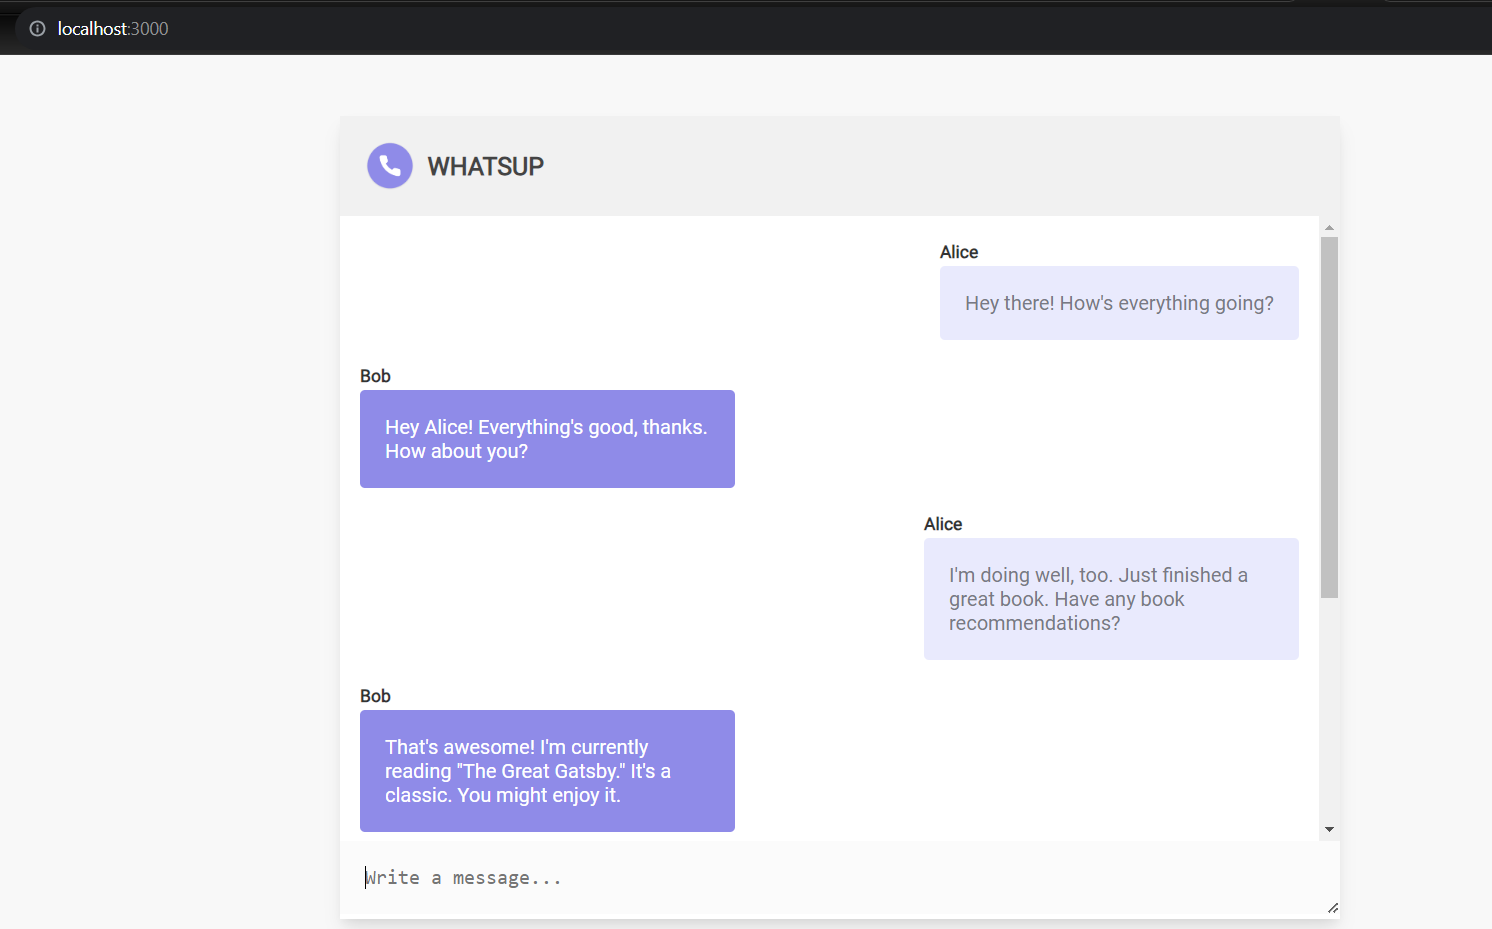 localhost:3000
WHATSUP
Alice
Hey there! How's everything going?
Bob
Hey Alice! Everything's good, thanks.
How about you?
Alice
I'm doing well, too. Just finished a
great book. Have any book
recommendations?
Bob
That's awesome! I'm currently
reading "The Great Gatsby." It's a
classic. You might enjoy it.
Write a message...